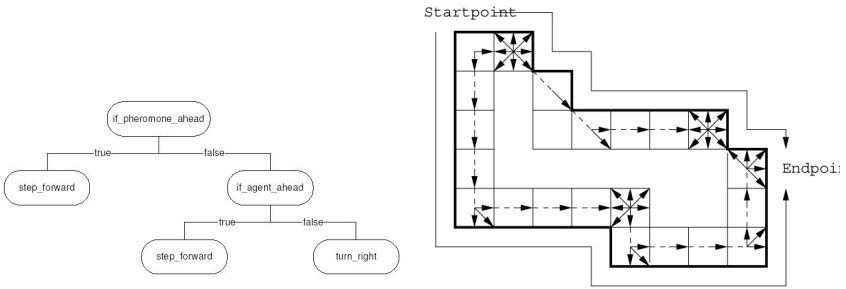 Startpoint
if_pheromone_ahead
true
false
step_forward
if_agent_ahead
true
false
step_forward
turn_right
Endpoi